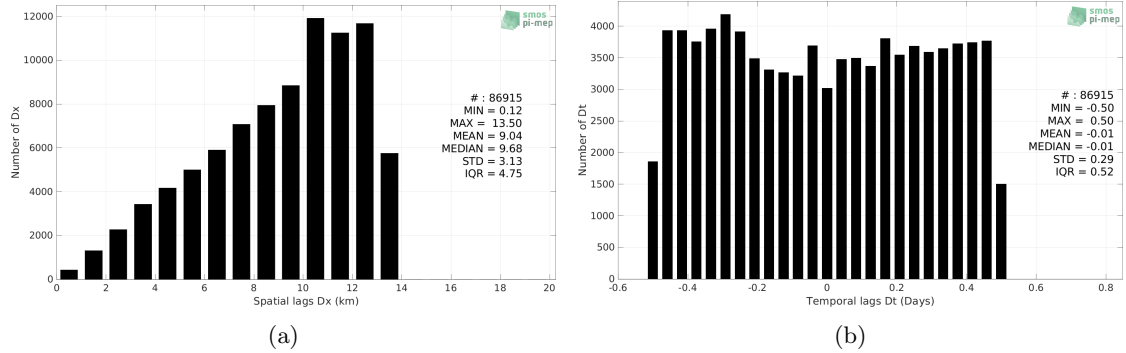 12000
10000
8000
6000
4000
2000
0
Number of Dx
smos
pi-mep
# : 86915
MIN = 0.12
MAX = 13.50
MEAN = 9.04
MEDIAN = 9.68
STD = 3.13
IQR = 4.75
0 2 4 6 8 10 12 14 16 18 20
Spatial lags Dx (km)
(a)
4000
3500
3000
2500
2000
1500
1000
500
0
Number of Dt
smos
pi-mep
# : 86915
MIN = -0.50
MAX = 0.50
MEAN = -0.01
MEDIAN = -0.01
STD = 0.29
IQR = 0.52
-0.6 -0.4 -0.2 0 0.2 0.4 0.6 0.8
Temporal lags Dt (Days)
(b)